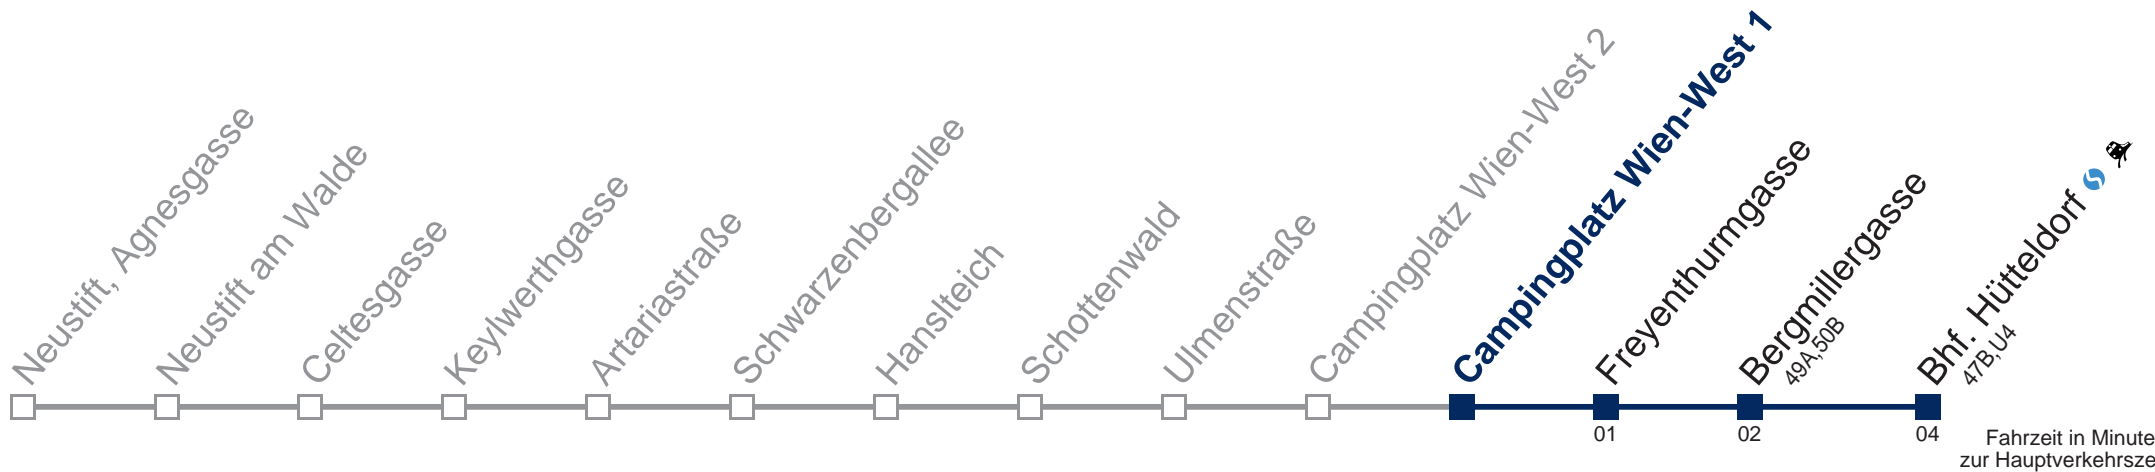 Neustift, Agnesgasse
Neustift am Walde
Celtesgasse
Keylwerthgasse
Artariastraße
Schwarzenbergallee
Hanslteich
Schottenwald
Ulmenstraße
Campingplatz Wien-West 2
Campingplatz Wien-West 1
Freyenthurmgasse
Bergmillergasse
49A,50B
Bhf. Hütteldorf
47B,U4
01
02
04
Fahrzeit in Minute
zur Hauptverkehrsze